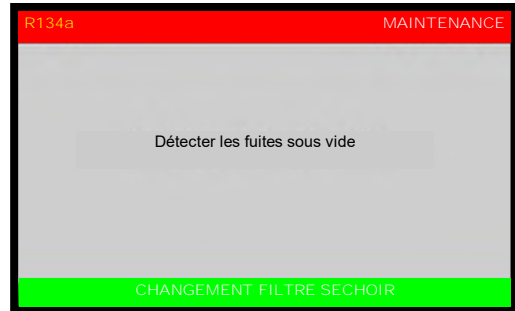 R134a MAINTENANCE
Détecter les fuites sous vide
CHANGEMENT FILTRE SECHOIR